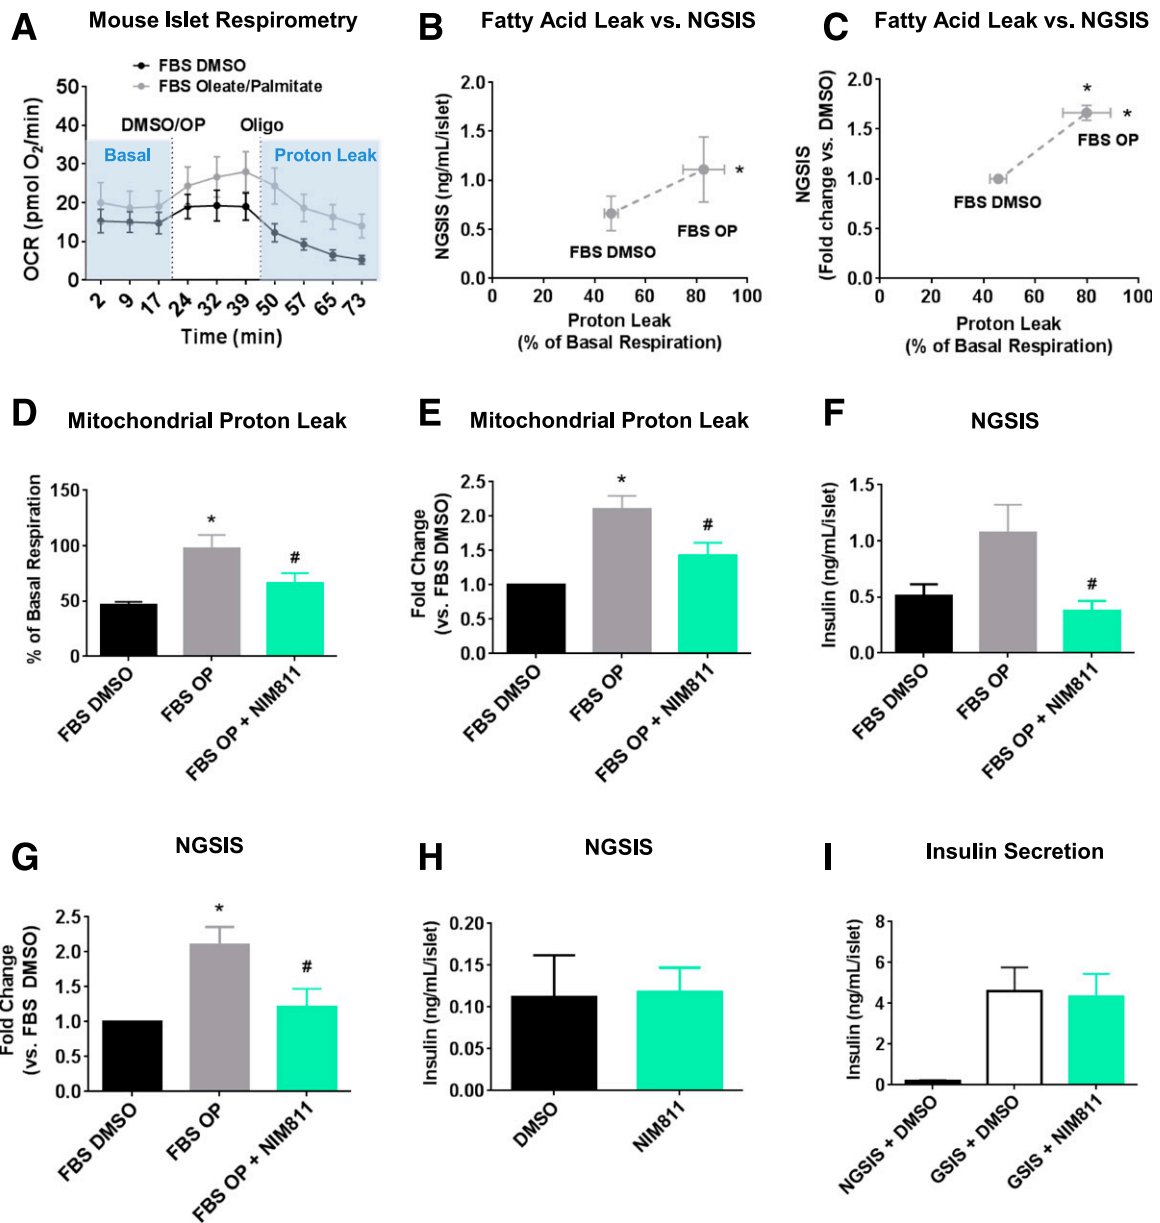 A
Mouse Islet Respirometry
FBS DMSO
FBS Oleate/Palmitate
DMSO/OP
Oligo
Basal
Proton Leak
OCR (pmol O2/min)
50
40
30
20
10
0
2 9 17 24 32 39 50 57 65 73
Time (min)
B
Fatty Acid Leak vs. NGSIS
NGSIS (ng/mL/islet)
2.0
1.5
1.0
0.5
0.0
*
FBS DMSO
FBS OP
0 20 40 60 80 100
Proton Leak
(% of Basal Respiration)
C
Fatty Acid Leak vs. NGSIS
NGSIS
(Fold change vs. DMSO)
2.0
1.5
1.0
0.5
0.0
*
*
FBS OP
FBS DMSO
0 20 40 60 80 100
Proton Leak
(% of Basal Respiration)
D
Mitochondrial Proton Leak
% of Basal Respiration
150
100
50
0
*
#
FBS DMSO
FBS OP
FBS OP + NIM811
E
Mitochondrial Proton Leak
Fold Change
(vs. FBS DMSO)
2.5
2.0
1.5
1.0
0.5
0.0
*
#
FBS DMSO
FBS OP
FBS OP + NIM811
F
NGSIS
Insulin (ng/mL/islet)
1.5
1.0
0.5
0.0
#
FBS DMSO
FBS OP
FBS OP + NIM811
G
NGSIS
Fold Change
(vs. FBS DMSO)
2.5
2.0
1.5
1.0
0.5
0.0
*
#
FBS DMSO
FBS OP
FBS OP + NIM811
H
NGSIS
Insulin (ng/mL/islet)
0.20
0.15
0.10
0.05
0.00
DMSO
NIM811
I
Insulin Secretion
Insulin (ng/mL/islet)
8
6
4
2
0
NGSIS + DMSO
GSIS + DMSO
GSIS + NIM811